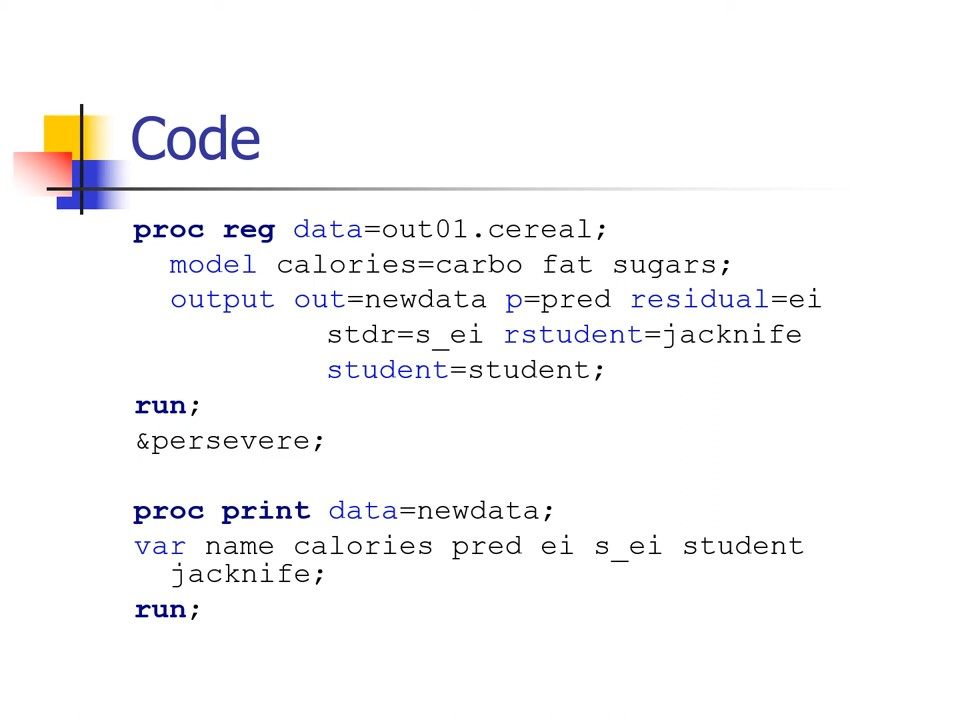 Code
proc reg data=out01.cereal;
model calories=carbo fat sugars;
output out=newdata p=pred residual=ei
stdr=s_ei rstudent=jacknife
student=student;
run;
&persevere;
proc print data=newdata;
var name calories pred ei s_ei student
jacknife;
run;